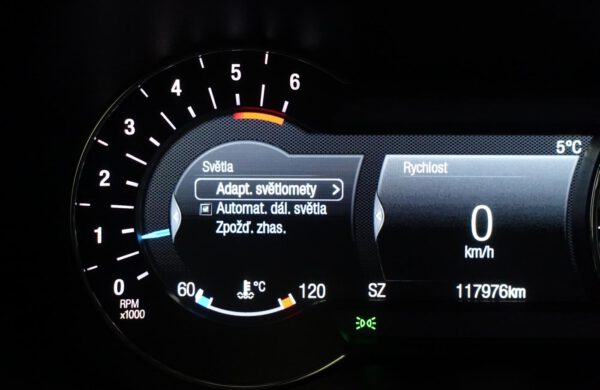 6
5
4
3
2
1
0
RPM
x1000
5°C
Světla
Adapt. světlomety
Automat. dál. světla
Zpožď. zhas.
Rychlost
0
km/h
60 °C 120
SZ
117976km